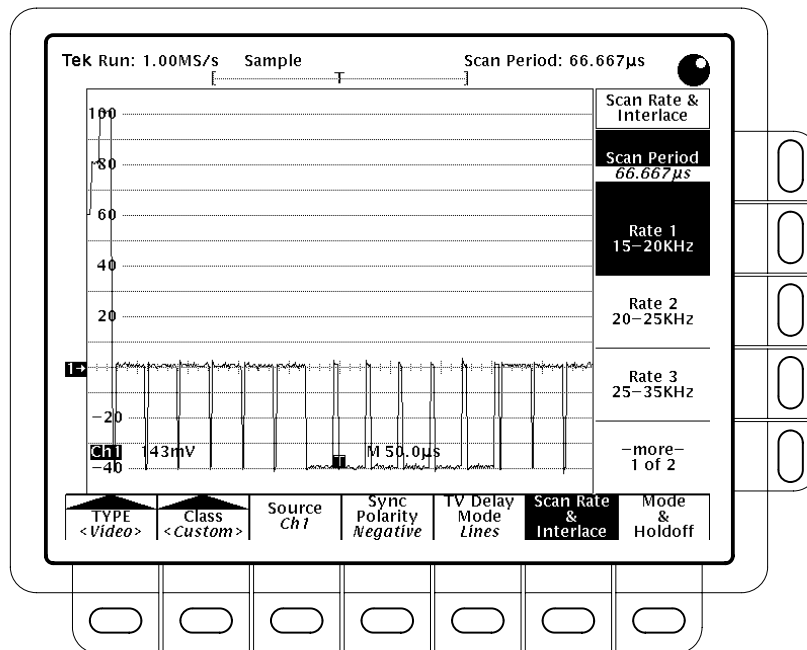 Tek Run: 1.00MS/s Sample Scan Period: 66.667µs
[ T ]
Scan Rate &
Interlace
100
80
60
40
20
1→
−20
−40
Ch1 143mV M 50.0µs
T
Scan Period
66.667µs
Rate 1
15−20KHz
Rate 2
20−25KHz
Rate 3
25−35KHz
−more−
1 of 2
TYPE
<Video>
Class
<Custom>
Source
Ch1
Sync
Polarity
Negative
TV Delay
Mode
Lines
Scan Rate
&
Interlace
Mode
&
Holdoff